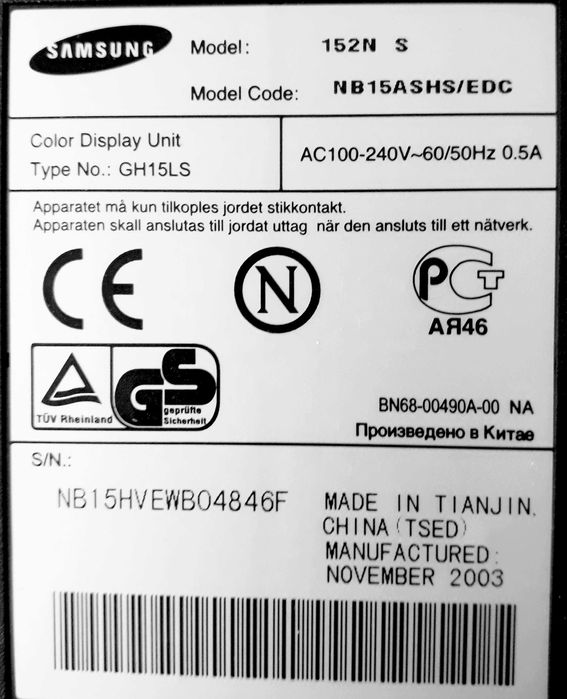 SAMSUNG
Model: 152N S
Model Code: NB15ASHS/EDC
Color Display Unit
Type No.: GH15LS
AC100-240V~60/50Hz 0.5A
Apparatet må kun tilkoples jordet stikkontakt.
Apparaten skall anslutas till jordat uttag när den ansluts till ett nätverk.
CE
N
РСТ
АЯ46
TÜV Rheinland
GS
geprüfte
Sicherheit
BN68-00490A-00 NA
Произведено в Китае
S/N.:
NB15HVEWB04846F
MADE IN TIANJIN.
CHINA(TSED)
MANUFACTURED:
NOVEMBER 2003